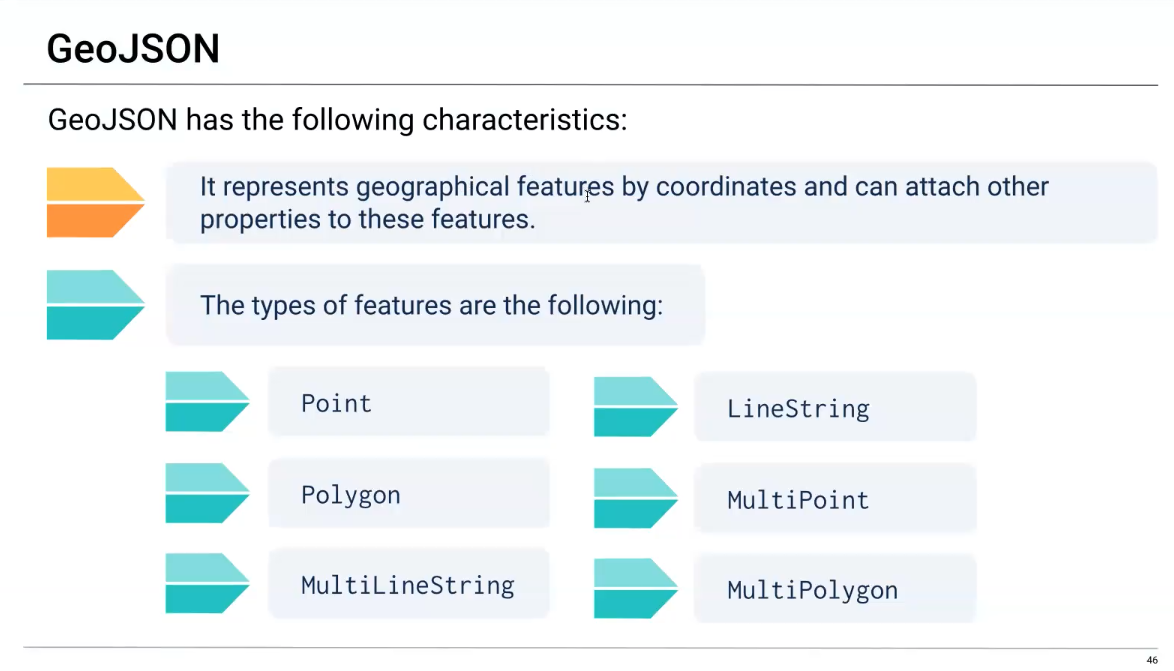 GeoJSON
GeoJSON has the following characteristics:
It represents geographical features by coordinates and can attach other
properties to these features.
The types of features are the following:
Point
LineString
Polygon
MultiPoint
MultiLineString
MultiPolygon
46